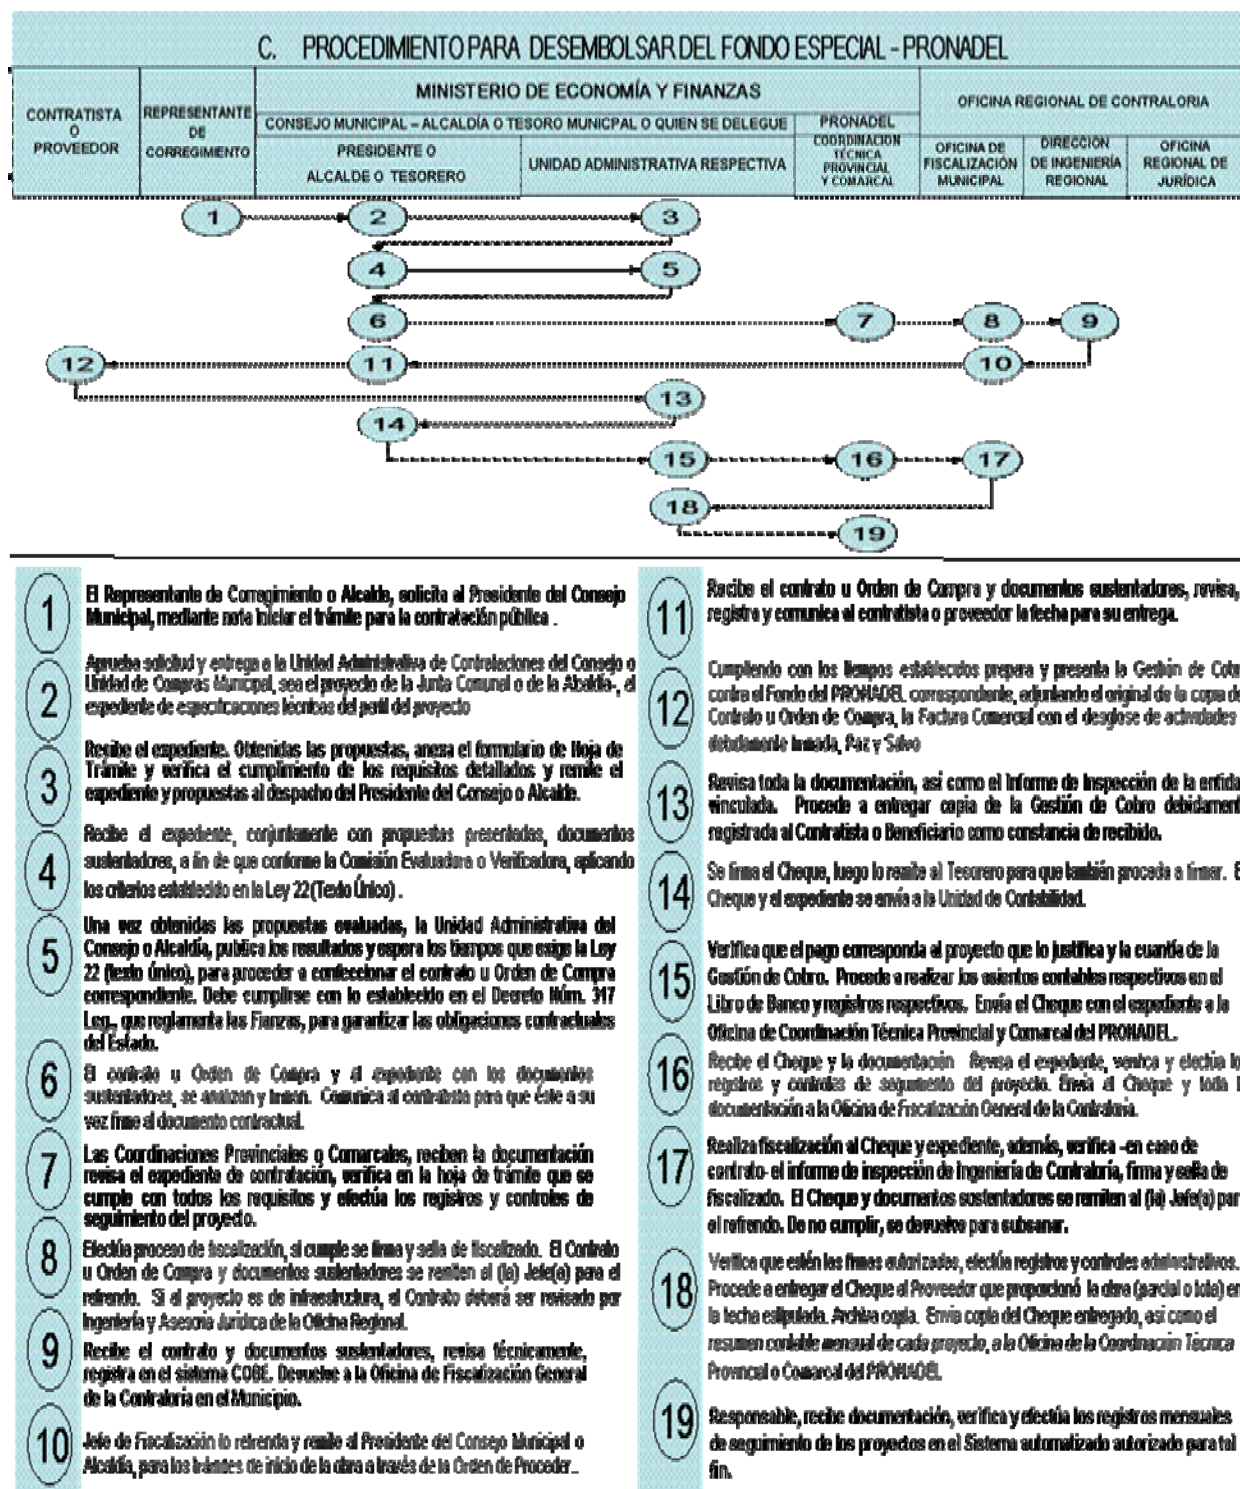 C. PROCEDIMIENTO PARA DESEMBOLSAR DEL FONDO ESPECIAL - PRONADEL
CONTRATISTA
O
PROVEEDOR
REPRESENTANTE
DE
CORREGIMIENTO
MINISTERIO DE ECONOMÍA Y FINANZAS
CONSEJO MUNICIPAL – ALCALDÍA O TESORO MUNICPAL O QUIEN SE DELEGUE
PRESIDENTE O
ALCALDE O TESORERO
UNIDAD ADMINISTRATIVA RESPECTIVA
PRONADEL
COORDINACION
TÉCNICA
PROVINCIAL
Y COMARCAL
OFICINA REGIONAL DE CONTRALORIA
OFICINA DE
FISCALIZACIÓN
MUNICIPAL
DIRECCIÓN
DE INGENIERÍA
REGIONAL
OFICINA
REGIONAL DE
JURÍDICA
1 2 3
4 5
6 7 8 9
12 11 10
13
14
15 16 17
18
19
1
El Representante de Corregimiento o Alcalde, solicita al Presidente del Consejo
Municipal, mediante nota iniciar el trámite para la contratación pública .
2
Aprueba solicitud y entrega a la Unidad Administrativa de Contrataciones del Consejo o
Unidad de Compras Municipal, sea el proyecto de la Junta Comunal o de la Alcaldía-, el
expediente de especificaciones técnicas del perfil del proyecto
3
Recibe el expediente. Obtenidas las propuestas, anexa el formulario de Hoja de
Trámite y verifica el cumplimiento de los requisitos detallados y remite el
expediente y propuestas al despacho del Presidente del Consejo o Alcalde.
4
Recibe el expediente, conjuntamente con propuestas presentadas, documentos
sustentadores, a fin de que conforme la Comisión Evaluadora o Verificadora, aplicando
los criterios establecido en la Ley 22 (Texto Único) .
5
Una vez obtenidas las propuestas evaluadas, la Unidad Administrativa del
Consejo o Alcaldía, publica los resultados y espera los tiempos que exige la Ley
22 (texto único), para proceder a confeccionar el contrato u Orden de Compra
correspondiente. Debe cumplirse con lo establecido en el Decreto Núm. 317
Leg., que reglamenta las Fianzas, para garantizar las obligaciones contractuales
del Estado.
6
El contrato u Orden de Compra y el expediente con los documentos
sustentadores, se analizan y firman. Comunica al contratista para que éste a su
vez firme el documento contractual.
7
Las Coordinaciones Provinciales o Comarcales, reciben la documentación
revisa el expediente de contratación, verifica en la hoja de trámite que se
cumple con todos los requisitos y efectúa los registros y controles de
seguimiento del proyecto.
8
Efectúa proceso de fiscalización, si cumple se firma y sella de fiscalizado. El Contrato
u Orden de Compra y documentos sustentadores se remiten al (la) Jefe(a) para el
refrendo. Si el proyecto es de infraestructura, el Contrato deberá ser revisado por
Ingeniería y Asesoría Jurídica de la Oficina Regional.
9
Recibe el contrato y documentos sustentadores, revisa técnicamente,
registra en el sistema COBE. Devuelve a la Oficina de Fiscalización General
de la Contraloría en el Municipio.
10
Jefe de Fiscalización lo refrenda y remite al Presidente del Consejo Municipal o
Alcaldía, para los trámites de inicio de la obra a través de la Orden de Proceder..
11
Recibe el contrato u Orden de Compra y documentos sustentadores, revisa,
registra y comunica al contratista o proveedor la fecha para su entrega.
12
Cumpliendo con los tiempos establecidos prepara y presenta la Gestión de Cobr
contra el Fondo del PRONADEL correspondiente, adjuntando el original de la copia de
Contrato u Orden de Compra, la Factura Comercial con el desglose de actividades
debidamente firmada, Paz y Salvo
13
Revisa toda la documentación, así como el Informe de Inspección de la entida
vinculada. Procede a entregar copia de la Gestión de Cobro debidament
registrada al Contratista o Beneficiario como constancia de recibido.
14
Se firma el Cheque, luego lo remite al Tesorero para que también proceda a firmar. E
Cheque y el expediente se envía a la Unidad de Contabilidad.
15
Verifica que el pago corresponda al proyecto que lo justifica y la cuantía de la
Gestión de Cobro. Procede a realizar los asientos contables respectivos en el
Libro de Banco y registros respectivos. Envía el Cheque con el expediente a la
Oficina de Coordinación Técnica Provincial y Comarcal del PRONADEL.
16
Recibe el Cheque y la documentación Revisa el expediente, verifica y efectúa lo
registros y controles de seguimiento del proyecto. Envía el Cheque y toda l
documentación a la Oficina de Fiscalización General de la Contraloría.
17
Realiza fiscalización al Cheque y expediente, además, verifica -en caso de
contrato- el informe de inspección de Ingeniería de Contraloría, firma y sella de
fiscalizado. El Cheque y documentos sustentadores se remiten al (la) Jefe(a) par
el refrendo. De no cumplir, se devuelve para subsanar.
18
Verifica que estén las firmas autorizadas, efectúa registros y controles administrativos.
Procede a entregar el Cheque al Proveedor que proporcionó la obra (parcial o total) en
la fecha estipulada. Archiva copia. Envía copia del Cheque entregado, así como el
resumen contable mensual de cada proyecto, a la Oficina de la Coordinación Técnica
Provincial o Comarcal del PRONADEL.
19
Responsable, recibe documentación, verifica y efectúa los registros mensuales
de seguimiento de los proyectos en el Sistema automatizado autorizado para tal
fin.